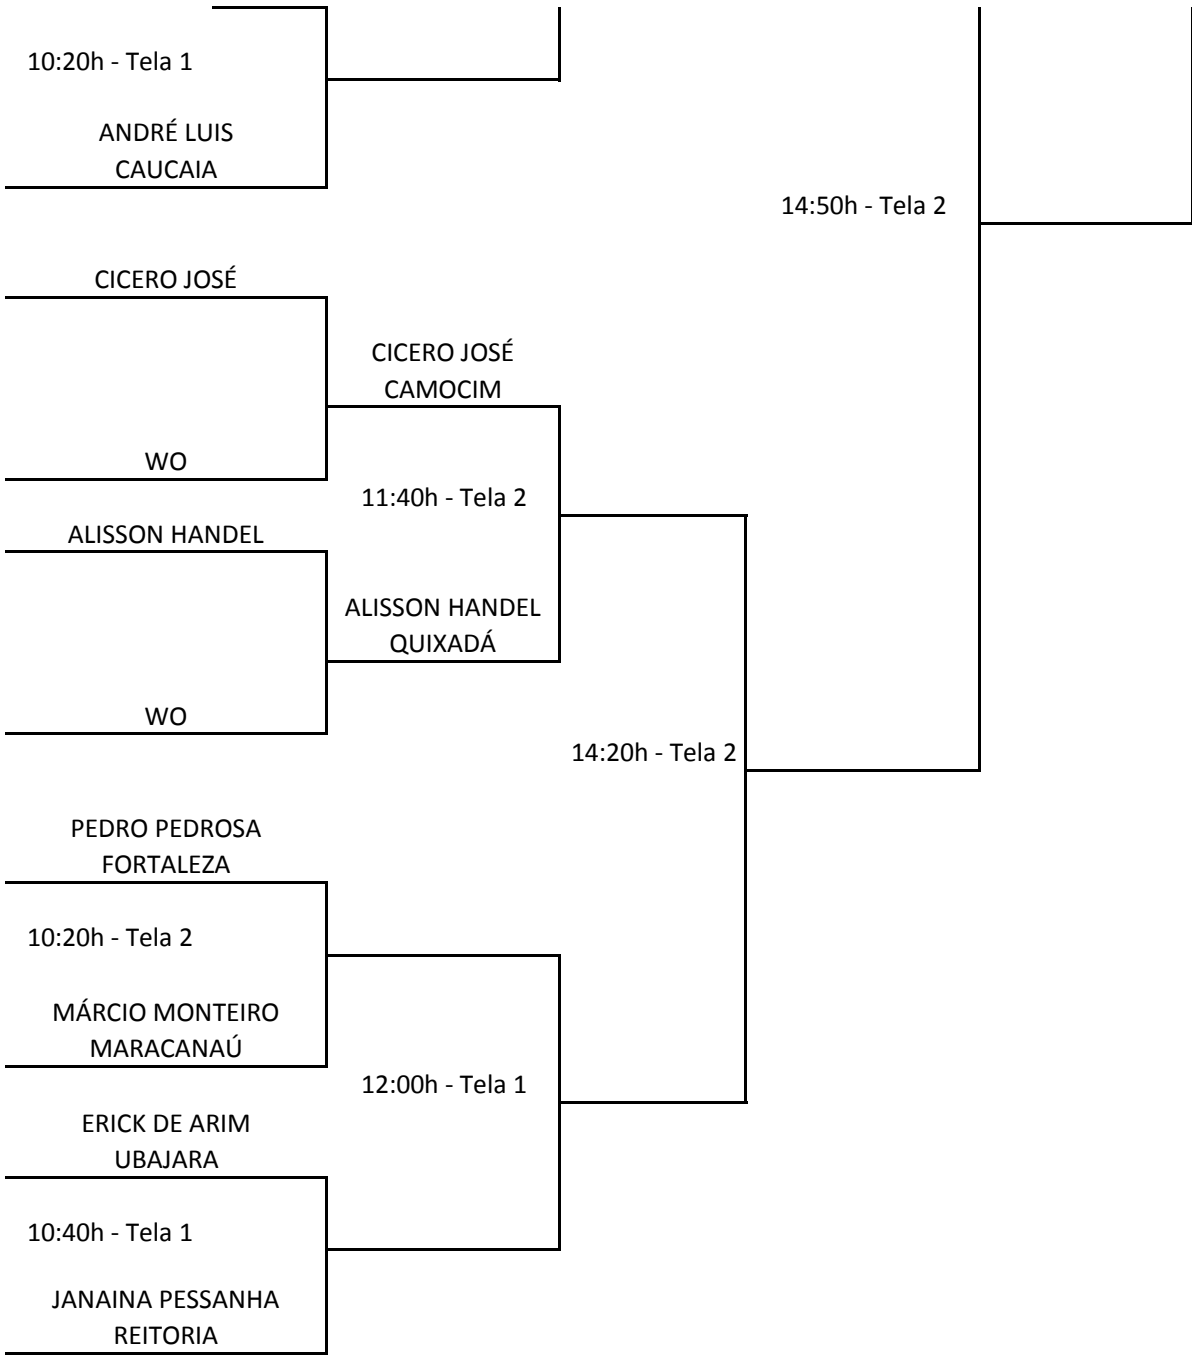 10:20h - Tela 1
ANDRÉ LUIS
CAUCAIA
14:50h - Tela 2
CICERO JOSÉ
CICERO JOSÉ
CAMOCIM
WO
11:40h - Tela 2
ALISSON HANDEL
ALISSON HANDEL
QUIXADÁ
WO
14:20h - Tela 2
PEDRO PEDROSA
FORTALEZA
10:20h - Tela 2
MÁRCIO MONTEIRO
MARACANAÚ
12:00h - Tela 1
ERICK DE ARIM
UBAJARA
10:40h - Tela 1
JANAINA PESSANHA
REITORIA